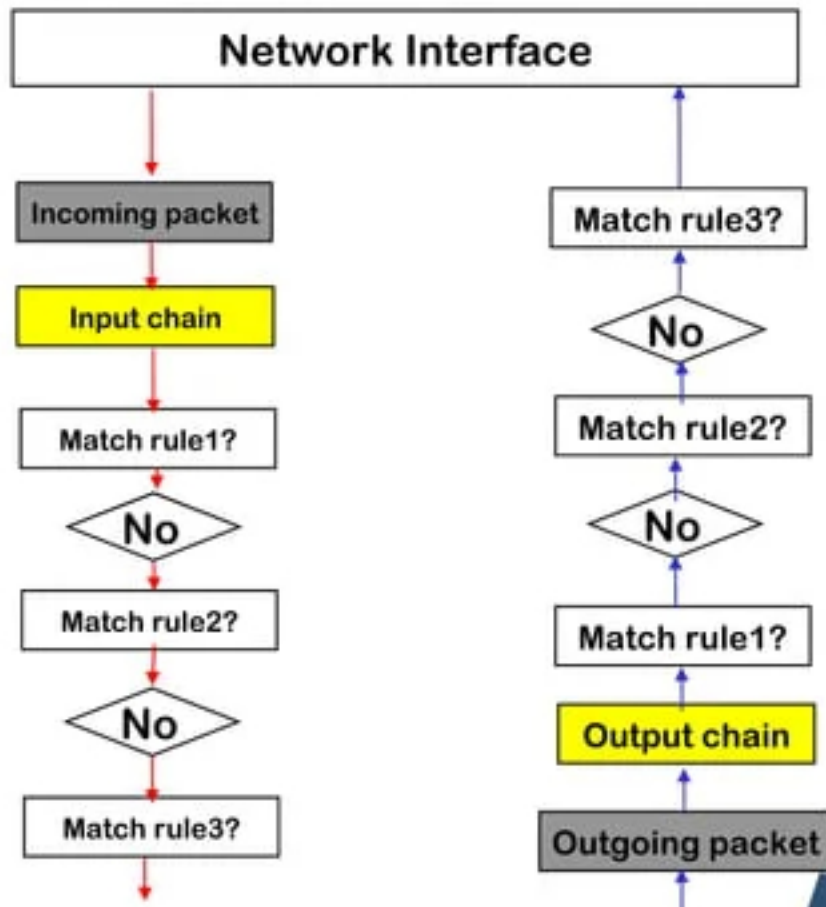 Network Interface
Incoming packet
Input chain
Match rule1?
No
Match rule2?
No
Match rule3?
Match rule3?
No
Match rule2?
No
Match rule1?
Output chain
Outgoing packet